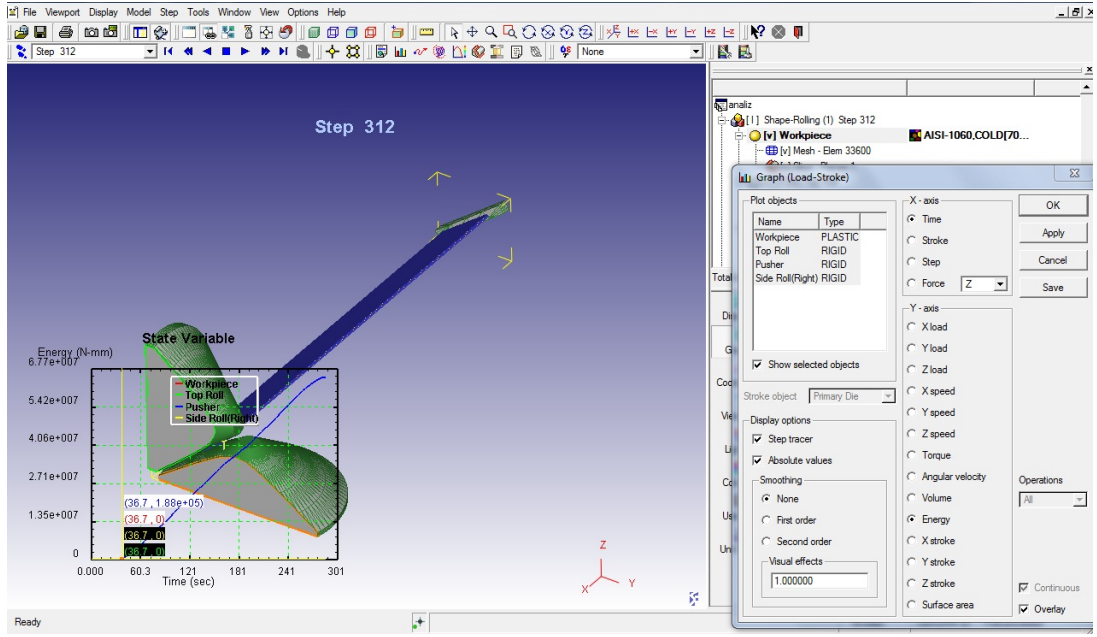 File Viewport Display Model Step Tools Window View Options Help
Step 312
None
Step 312
analiz
[I] Shape-Rolling (1) Step 312
[v] Workpiece AISI-1060,COLD[70...
[v] Mesh - Elem 33600
Graph (Load-Stroke)
Plot objects
Name Type
Workpiece PLASTIC
Top Roll RIGID
Pusher RIGID
Side Roll(Right) RIGID
Show selected objects
Stroke object Primary Die
Display options
Step tracer
Absolute values
Smoothing
None
First order
Second order
Visual effects
1.000000
X - axis
Time
Stroke
Step
Force Z
Y - axis
X load
Y load
Z load
X speed
Y speed
Z speed
Torque
Angular velocity
Volume
Energy
X stroke
Y stroke
Z stroke
Surface area
OK
Apply
Cancel
Save
Operations
All
Continuous
Overlay
State Variable
Energy (N-mm)
6.77e+007
5.42e+007
4.06e+007
2.71e+007
1.35e+007
0
Workpiece
Top Roll
Pusher
Side Roll(Right)
(36.7 , 1.88e+05)
(36.7 , 0)
(36.7 , 0)
(36.7 , 0)
0.000 60.3 121 181 241 301
Time (sec)
Z
X Y
Ready